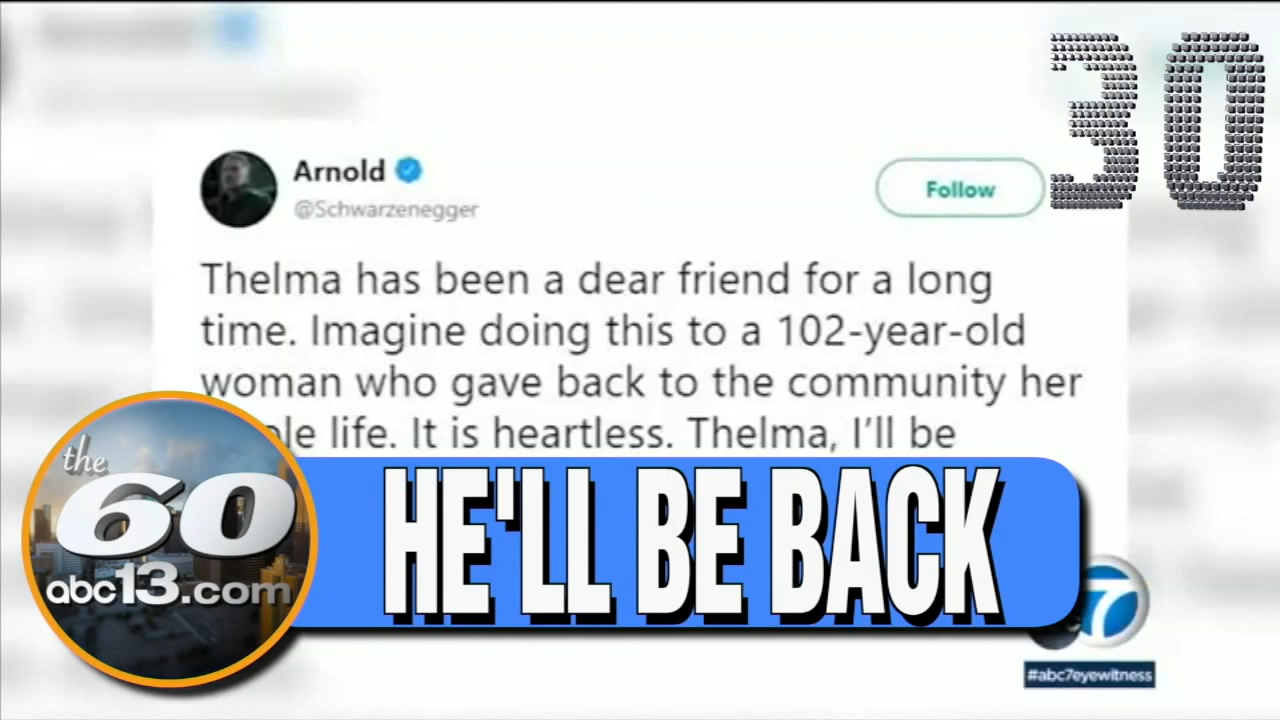 30
Arnold
@Schwarzenegger
Follow
Thelma has been a dear friend for a long
time. Imagine doing this to a 102-year-old
woman who gave back to the community her
life. It is heartless. Thelma, I'll be
the
60
abc13.com
HE'LL BE BACK
7
#abc7eyewitness